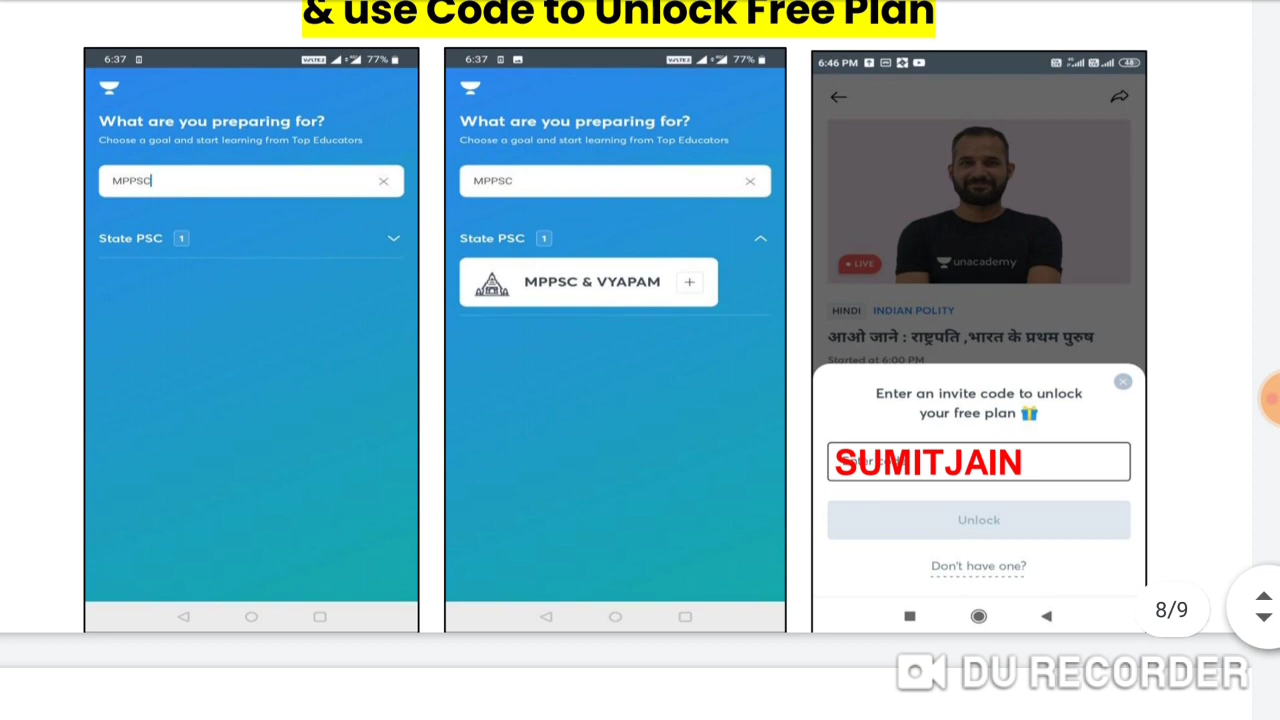 & use Code to Unlock Free Plan
6:37
77%
What are you preparing for?
Choose a goal and start learning from Top Educators
MPPSC
State PSC 1
6:37
77%
What are you preparing for?
Choose a goal and start learning from Top Educators
MPPSC
State PSC 1
MPPSC & VYAPAM +
6:46 PM
48
LIVE
unacademy
HINDI INDIAN POLITY
आओ जाने : राष्ट्रपति ,भारत के प्रथम पुरुष
Started at 6:00 PM
Enter an invite code to unlock
your free plan
SUMITJAIN
Unlock
Don't have one?
8/9
DU RECORDER